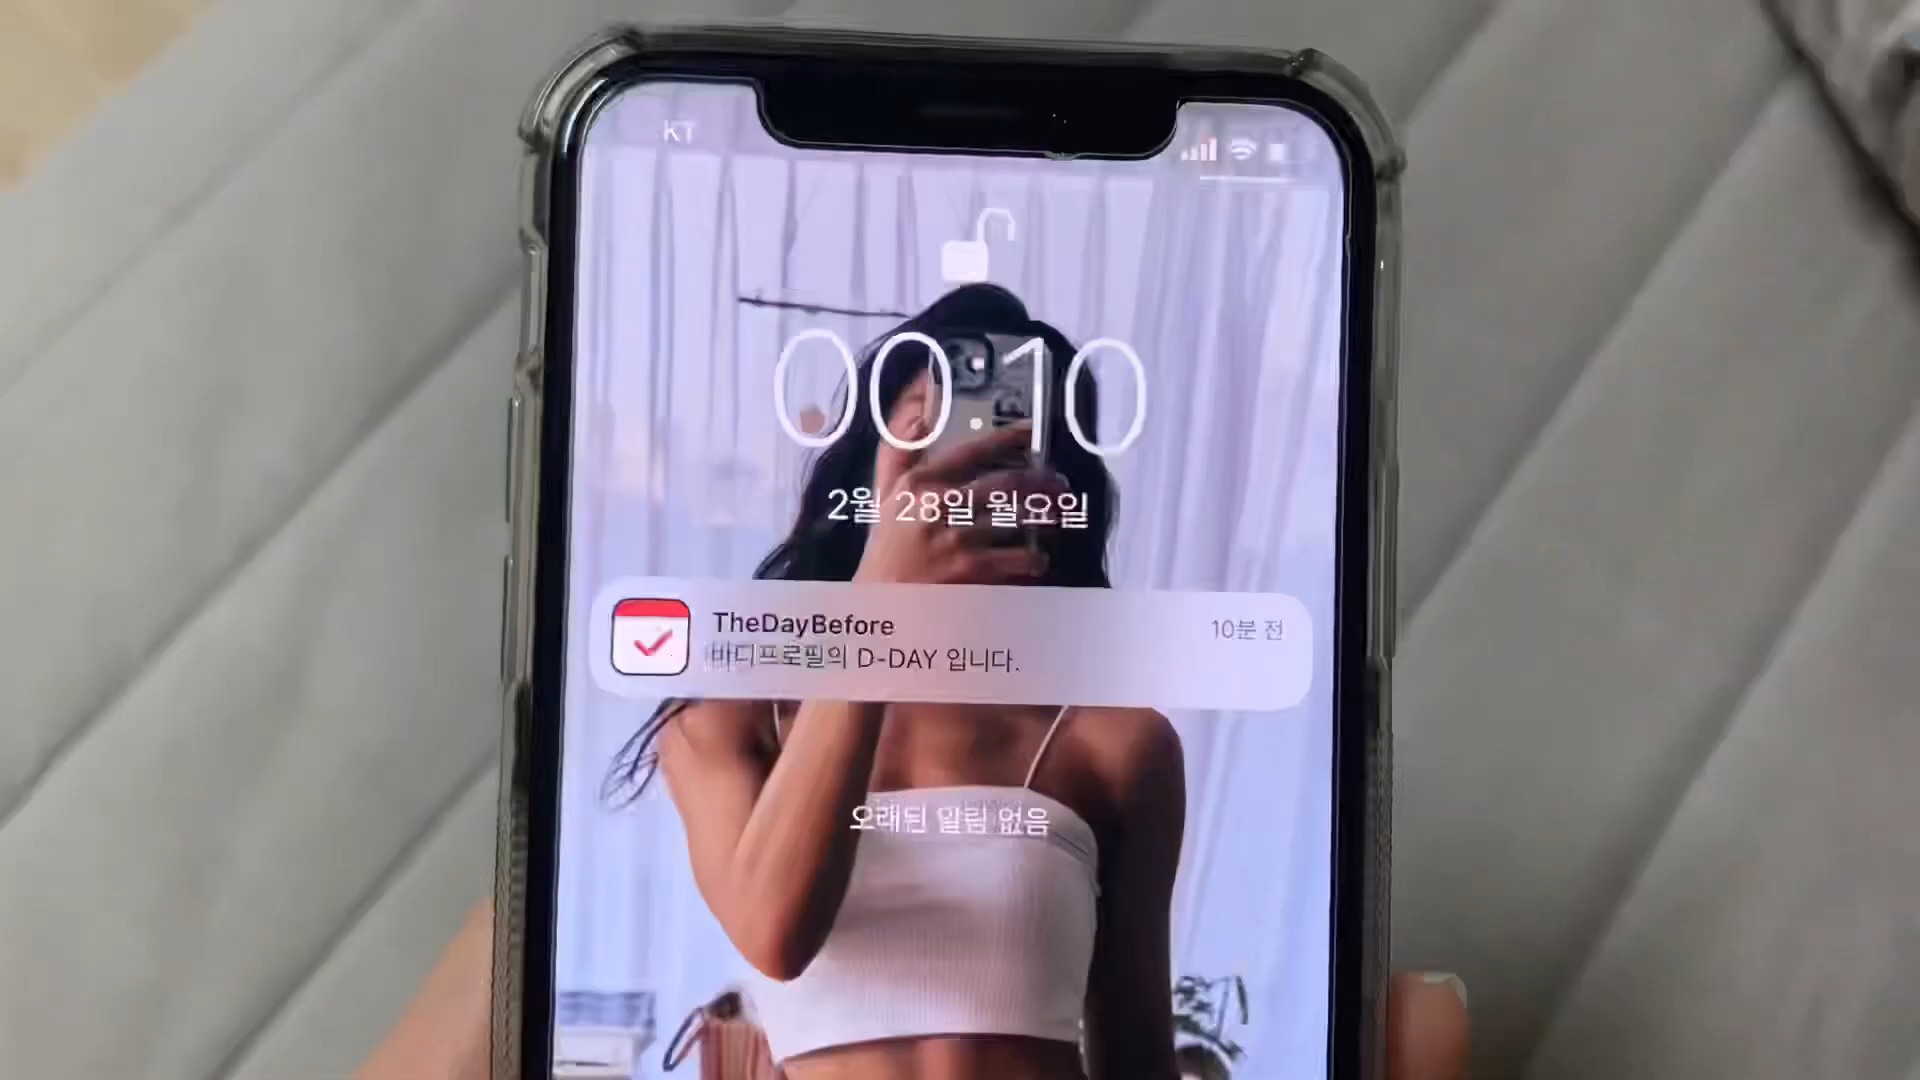 KT
00:10
2월 28일 월요일
TheDayBefore
10분 전
바디프로필의 D-DAY 입니다.
오래된 알림 없음